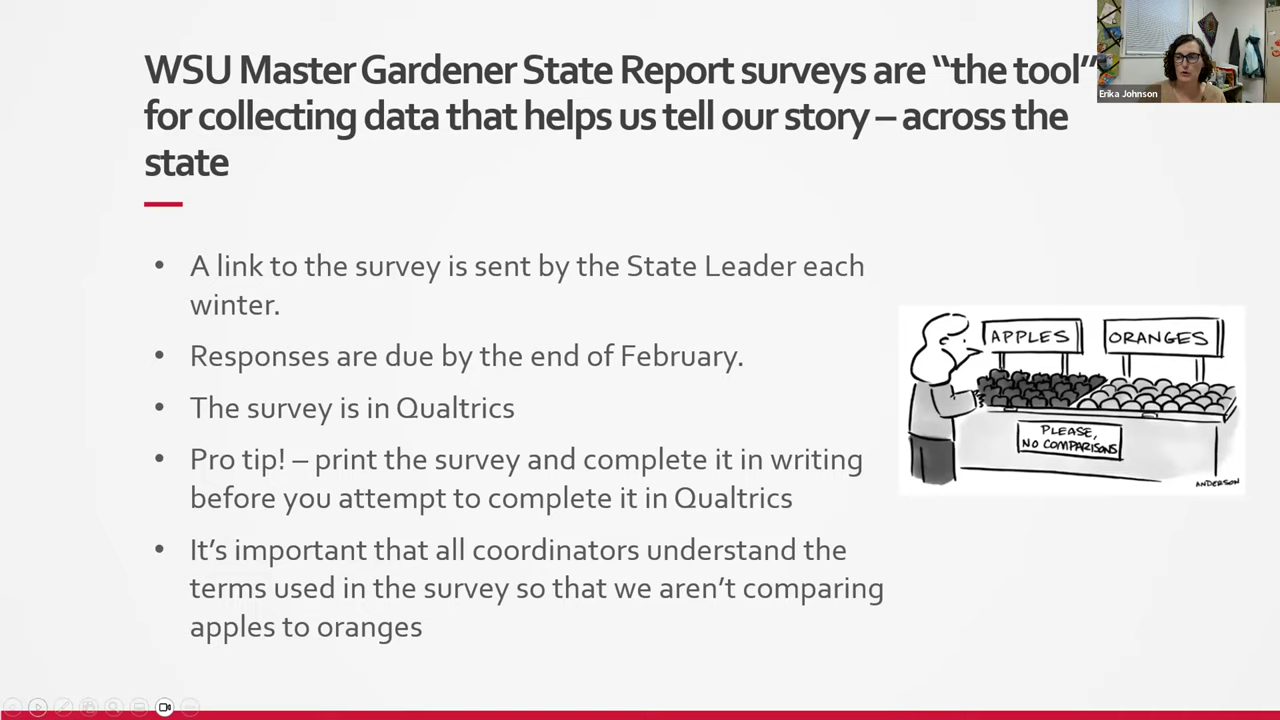 WSU Master Gardener State Report surveys are “the tool”
for collecting data that helps us tell our story – across the
state
Erika Johnson
• A link to the survey is sent by the State Leader each
winter.
• Responses are due by the end of February.
• The survey is in Qualtrics
• Pro tip! – print the survey and complete it in writing
before you attempt to complete it in Qualtrics
• It’s important that all coordinators understand the
terms used in the survey so that we aren’t comparing
apples to oranges
APPLES
ORANGES
PLEASE,
NO COMPARISONS
ANDERSON